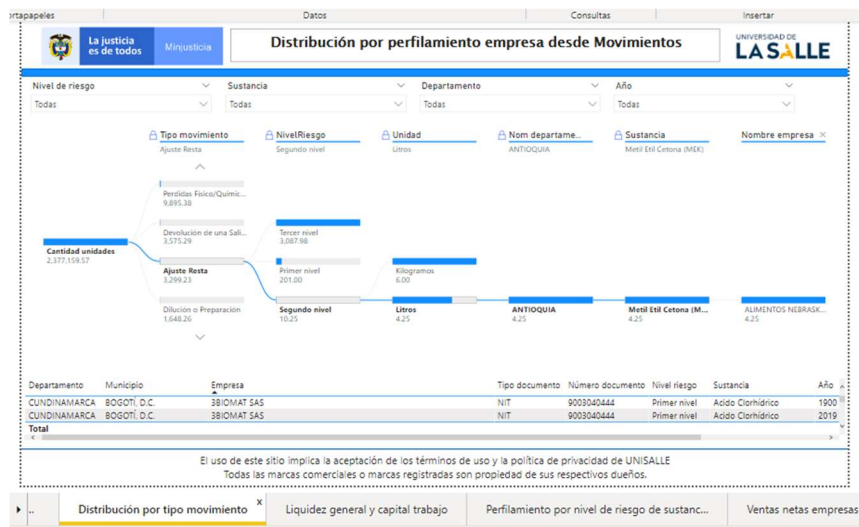 ortapapeles Datos Consultas Insertar
La justicia
es de todos
Minjusticia
Distribución por perfilamiento empresa desde Movimientos
UNIVERSIDAD DE
LA SALLE
Nivel de riesgo Sustancia Departamento Año
Todas Todas Todas Todas
Tipo movimiento NivelRiesgo Unidad Nom departame... Sustancia Nombre empresa ×
Ajuste Resta Segundo nivel Litros ANTIOQUIA Metil Etil Cetona (MEK)
Perdidas Físico/Químic...
9,895.38
Devolución de una Sali... Tercer nivel
3,575.29 3,087.98
Cantidad unidades
2,377,159.57
Ajuste Resta Primer nivel Kilogramos
3,299.23 201.00 6.00
Dilución o Preparación Segundo nivel Litros ANTIOQUIA Metil Etil Cetona (M... ALIMENTOS NEBRASK...
1,648.26 10.25 4.25 4.25 4.25 4.25
Departamento Municipio Empresa Tipo documento Número documento Nivel riesgo Sustancia Año
CUNDINAMARCA BOGOTÍ, D.C. 3BIOMAT SAS NIT 9003040444 Primer nivel Acido Clorhídrico 1900
CUNDINAMARCA BOGOTÍ, D.C. 3BIOMAT SAS NIT 9003040444 Primer nivel Acido Clorhídrico 2019
Total
El uso de este sitio implica la aceptación de los términos de uso y la política de privacidad de UNISALLE
Todas las marcas comerciales o marcas registradas son propiedad de sus respectivos dueños.
.. Distribución por tipo movimiento x Liquidez general y capital trabajo Perfilamiento por nivel de riesgo de sustanc... Ventas netas empresas